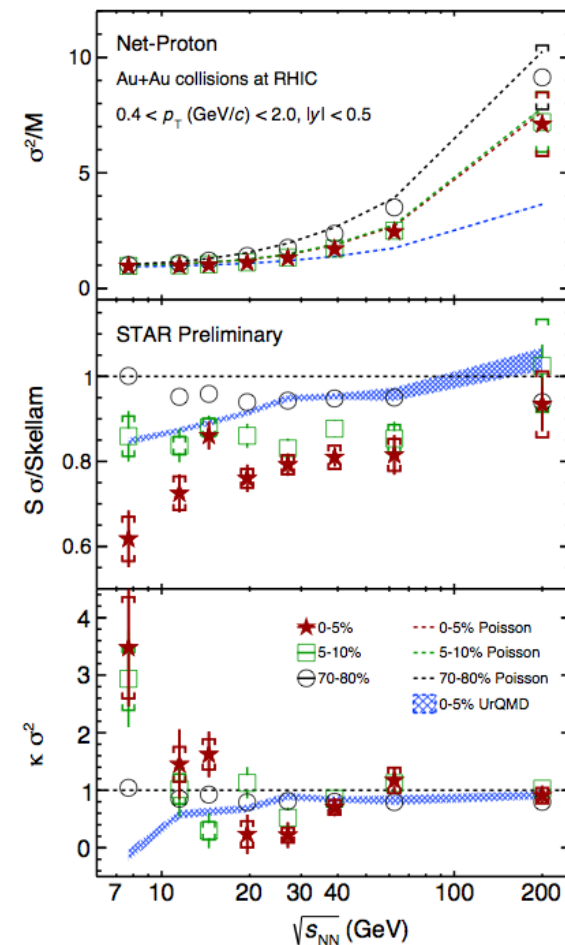 Net-Proton
Au+Au collisions at RHIC
0.4 < p_T (GeV/c) < 2.0, |y| < 0.5
σ²/M
10
5
0
STAR Preliminary
S σ/Skellam
1
0.8
0.6
κ σ²
4
3
2
1
0
0-5%
5-10%
70-80%
0-5% Poisson
5-10% Poisson
70-80% Poisson
0-5% UrQMD
7 10 20 30 40 100 200
√s_NN (GeV)